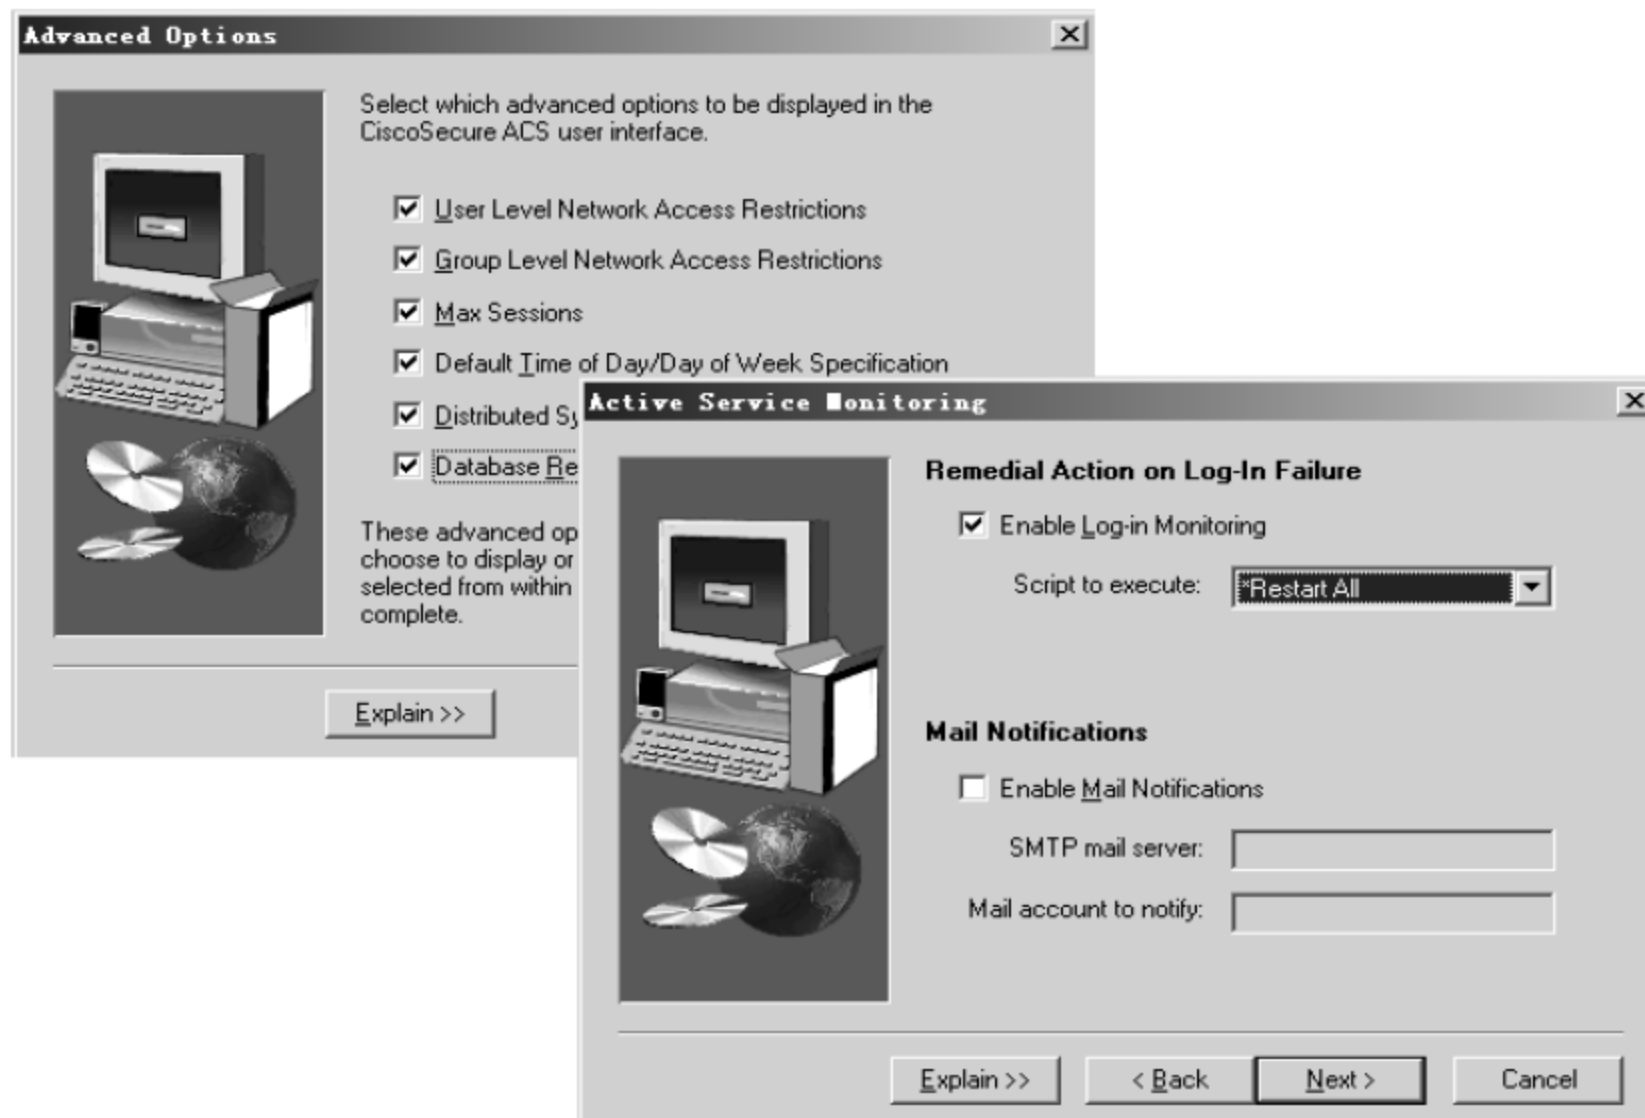 Advanced Options
Select which advanced options to be displayed in the
CiscoSecure ACS user interface.
User Level Network Access Restrictions
Group Level Network Access Restrictions
Max Sessions
Default Time of Day/Day of Week Specification
Distributed Sy
Database Re
These advanced op
choose to display or
selected from within
complete.
Explain >>
Active Service Monitoring
Remedial Action on Log-In Failure
Enable Log-in Monitoring
Script to execute: *Restart All
Mail Notifications
Enable Mail Notifications
SMTP mail server:
Mail account to notify:
Explain >> < Back Next > Cancel